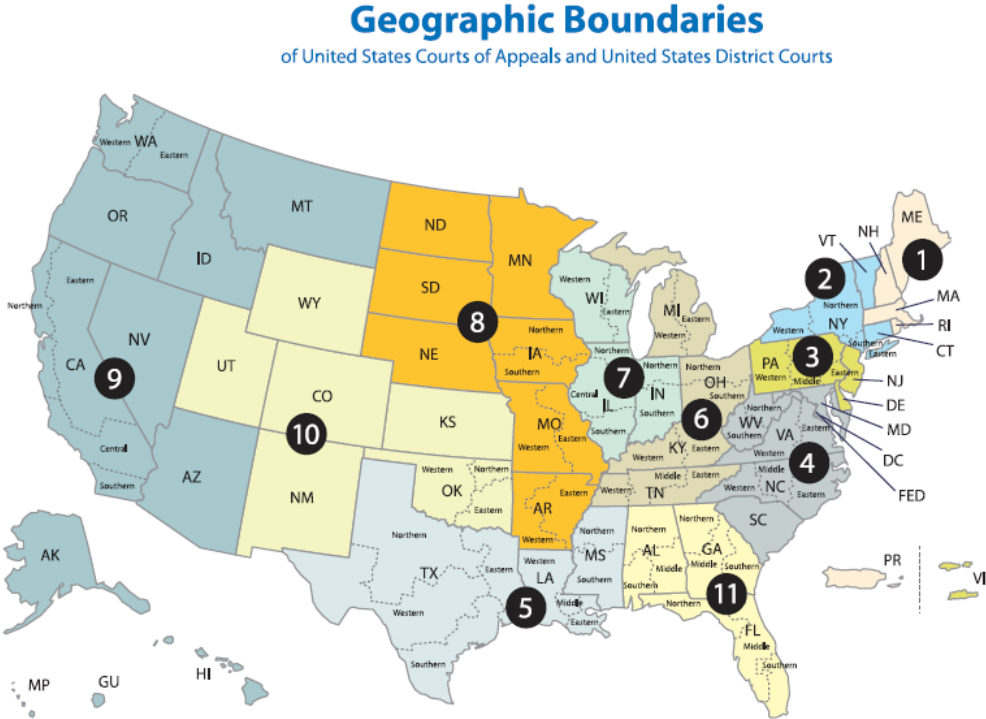 Geographic Boundaries
of United States Courts of Appeals and United States District Courts
Western WA Eastern
OR
ID
MT
Northern
Eastern
CA
Central
Southern
NV
9
AZ
AK
HI
MP
GU
WY
UT
CO
10
KS
NM
Western
Northern
OK
Eastern
ND
SD
8
NE
MN
Northern
IA
Southern
MO
Western
Eastern
AR
Eastern
Western
Western
WI
Eastern
Northern
7
Central
IL
Southern
Northern
IN
Southern
MI
Eastern
Western
Northern
OH
Southern
6
KY
Western
Eastern
Western
TN
Middle
Eastern
Northern
TX
Eastern
Western
Southern
Western
LA
5
Middle
Eastern
Northern
MS
Southern
Northern
AL
Middle
Southern
Northern
GA
Middle
Southern
11
Northern
FL
Middle
Southern
ME
1
NH
VT
2
Northern
Western
NY
Southern
Eastern
MA
RI
CT
PA
3
Eastern
Western
Middle
NJ
DE
MD
DC
FED
Northern
WV
Southern
VA
Eastern
Western
4
Middle
Western
NC
Eastern
SC
PR
VI